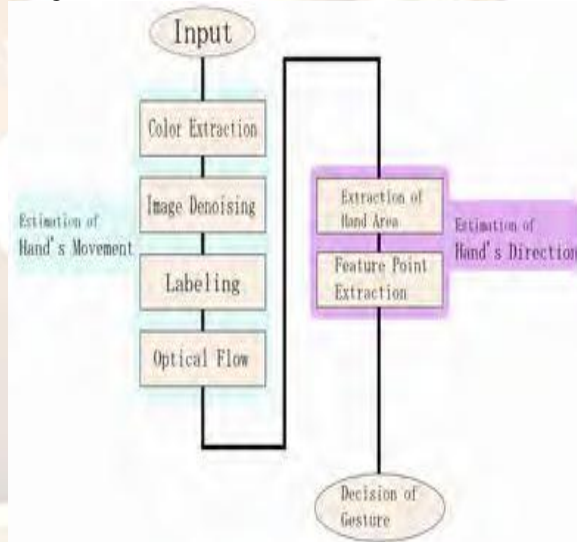 Input
Color Extraction
Image Denoising
Labeling
Optical Flow
Estimation of
Hand's Movement
Extraction of
Hand Area
Feature Point
Extraction
Estimation of
Hand's Direction
Decision of
Gesture